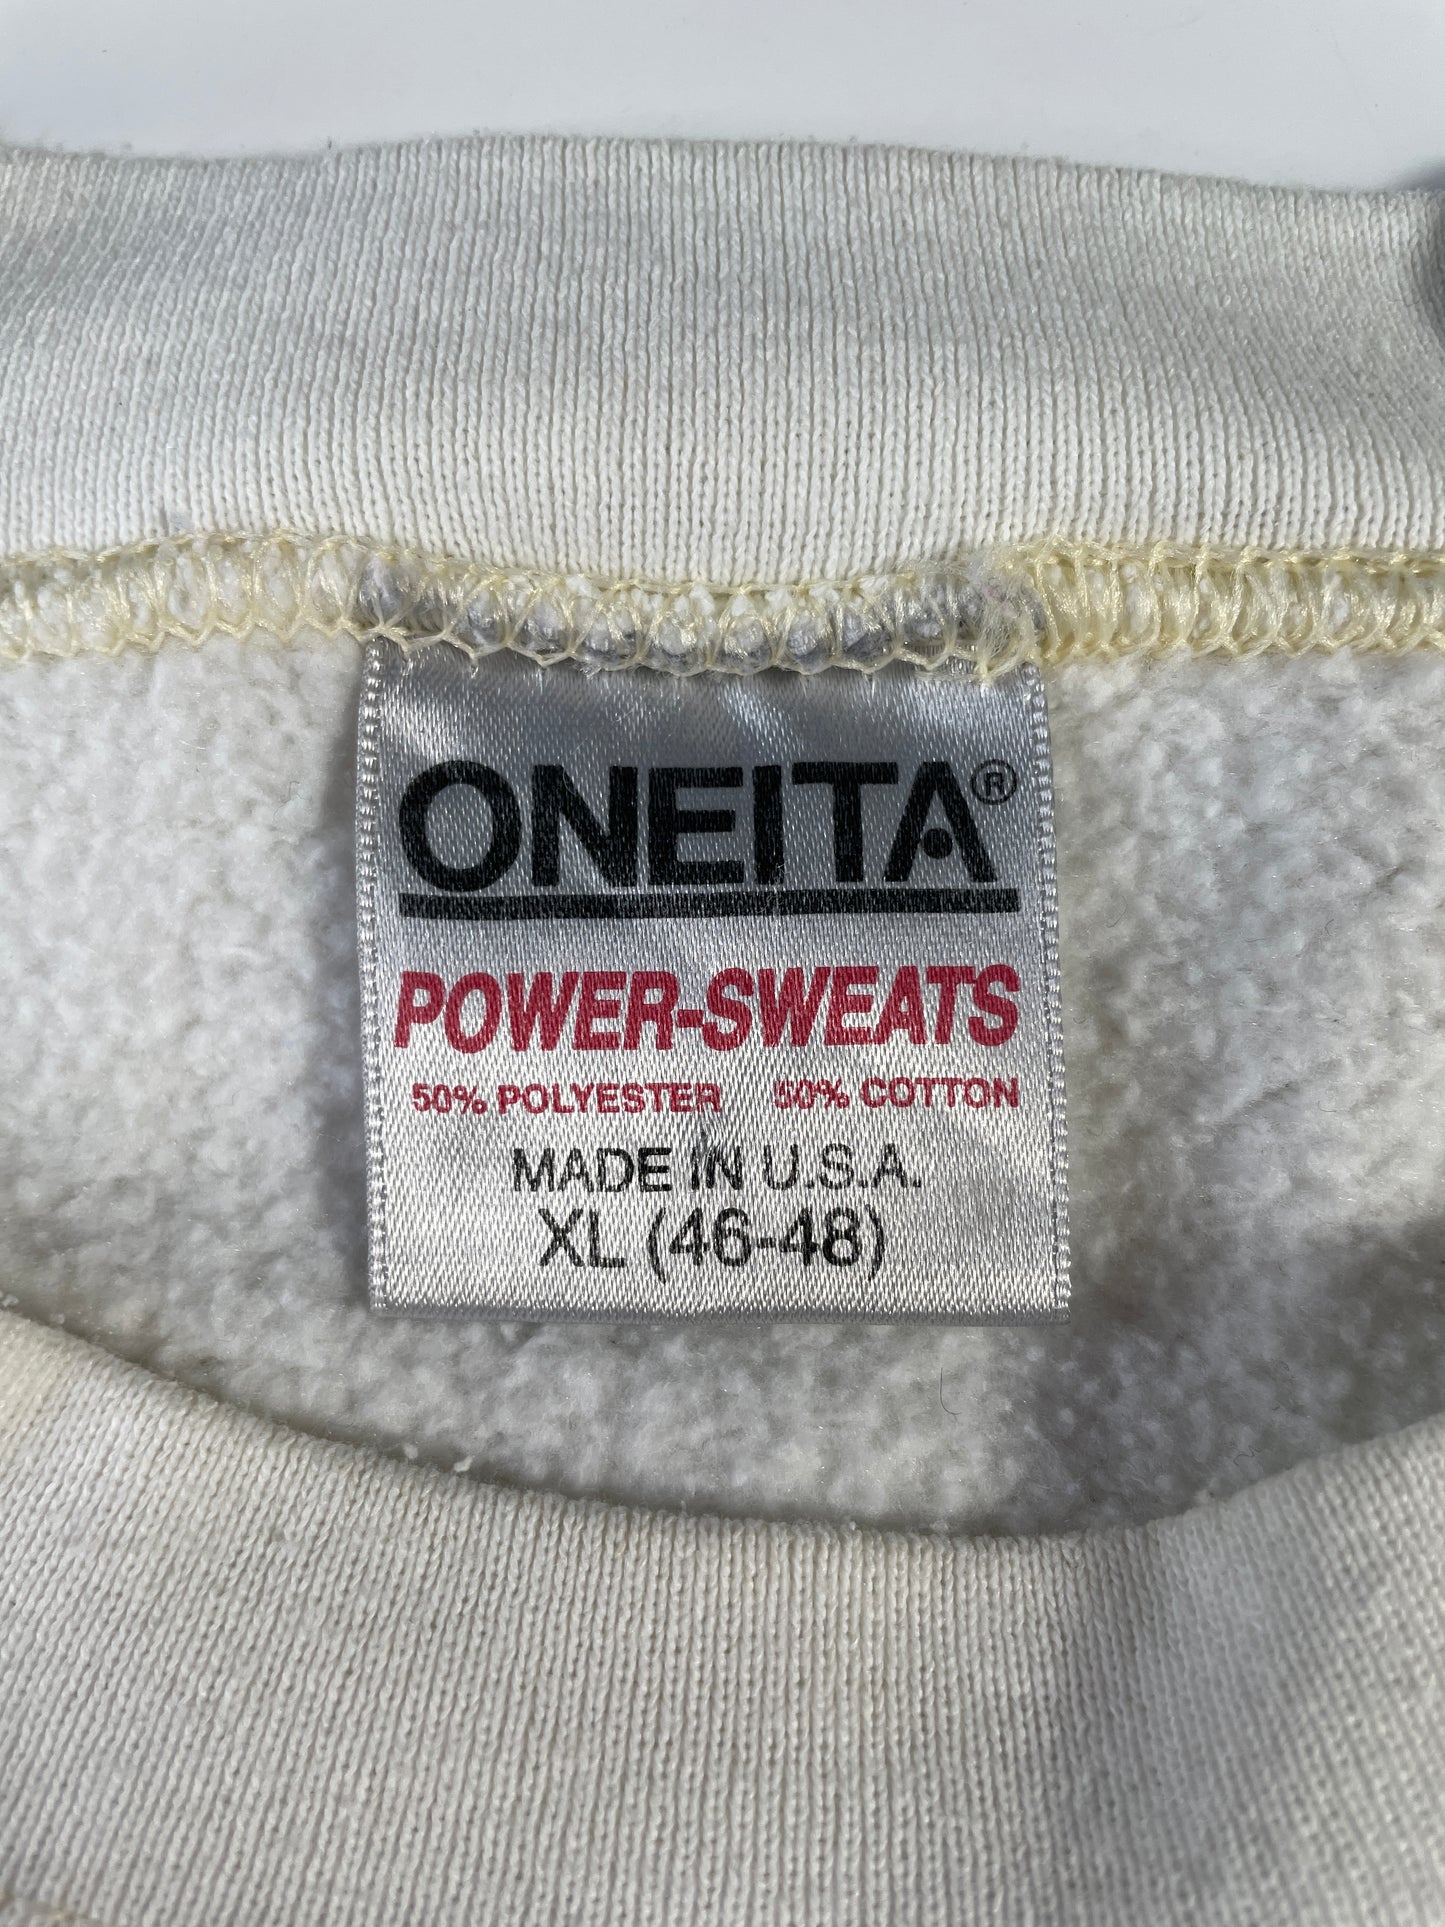 ONEITA®
POWER-SWEATS
50% POLYESTER 50% COTTON
MADE IN U.S.A.
XL (46-48)